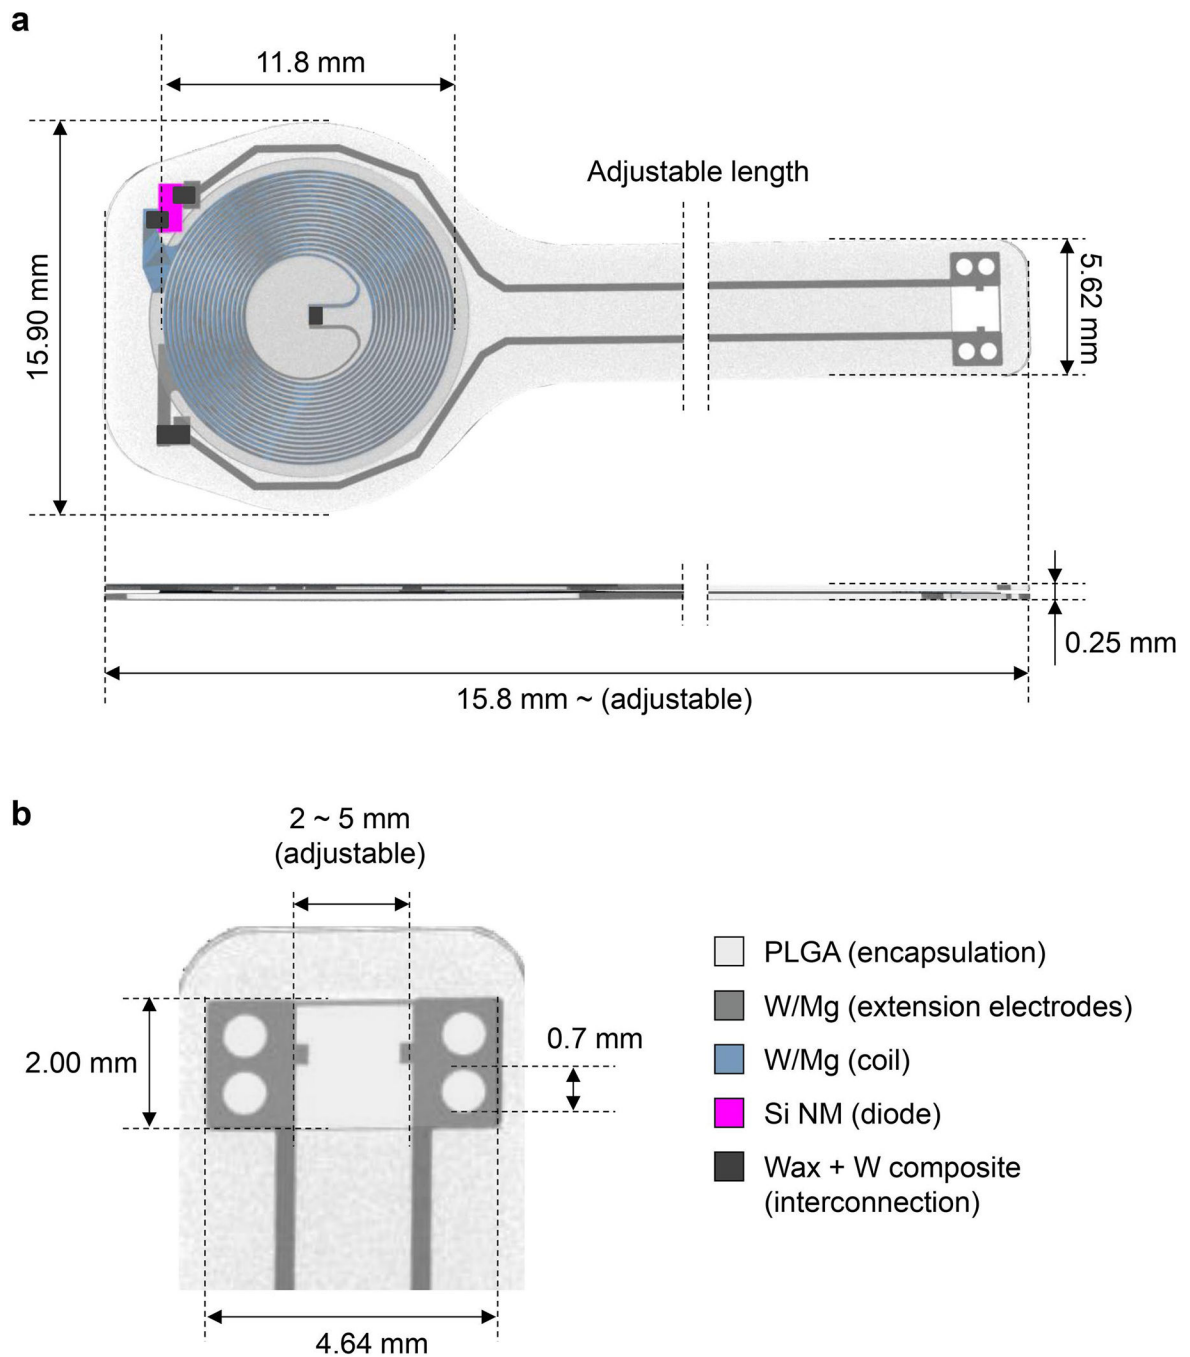 a
11.8 mm
Adjustable length
15.90 mm
5.62 mm
0.25 mm
15.8 mm ~ (adjustable)
b
2 ~ 5 mm
(adjustable)
2.00 mm
0.7 mm
4.64 mm
PLGA (encapsulation)
W/Mg (extension electrodes)
W/Mg (coil)
Si NM (diode)
Wax + W composite
(interconnection)